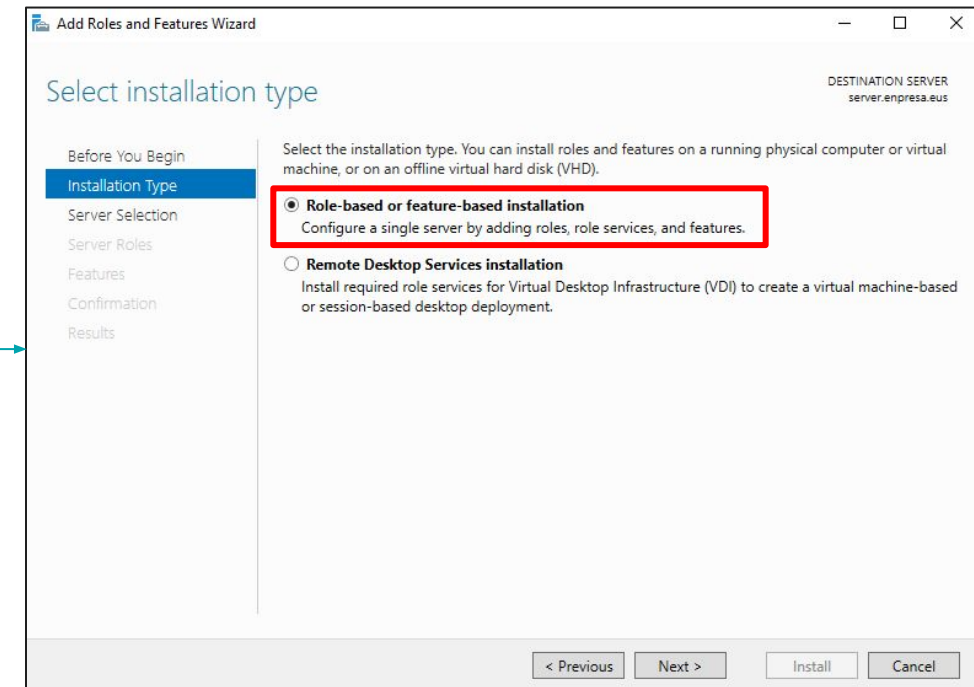 Add Roles and Features Wizard
Select installation type
DESTINATION SERVER
server.enpresa.eus
Before You Begin
Installation Type
Server Selection
Server Roles
Features
Confirmation
Results
Select the installation type. You can install roles and features on a running physical computer or virtual
machine, or on an offline virtual hard disk (VHD).
Role-based or feature-based installation
Configure a single server by adding roles, role services, and features.
Remote Desktop Services installation
Install required role services for Virtual Desktop Infrastructure (VDI) to create a virtual machine-based
or session-based desktop deployment.
< Previous
Next >
Install
Cancel